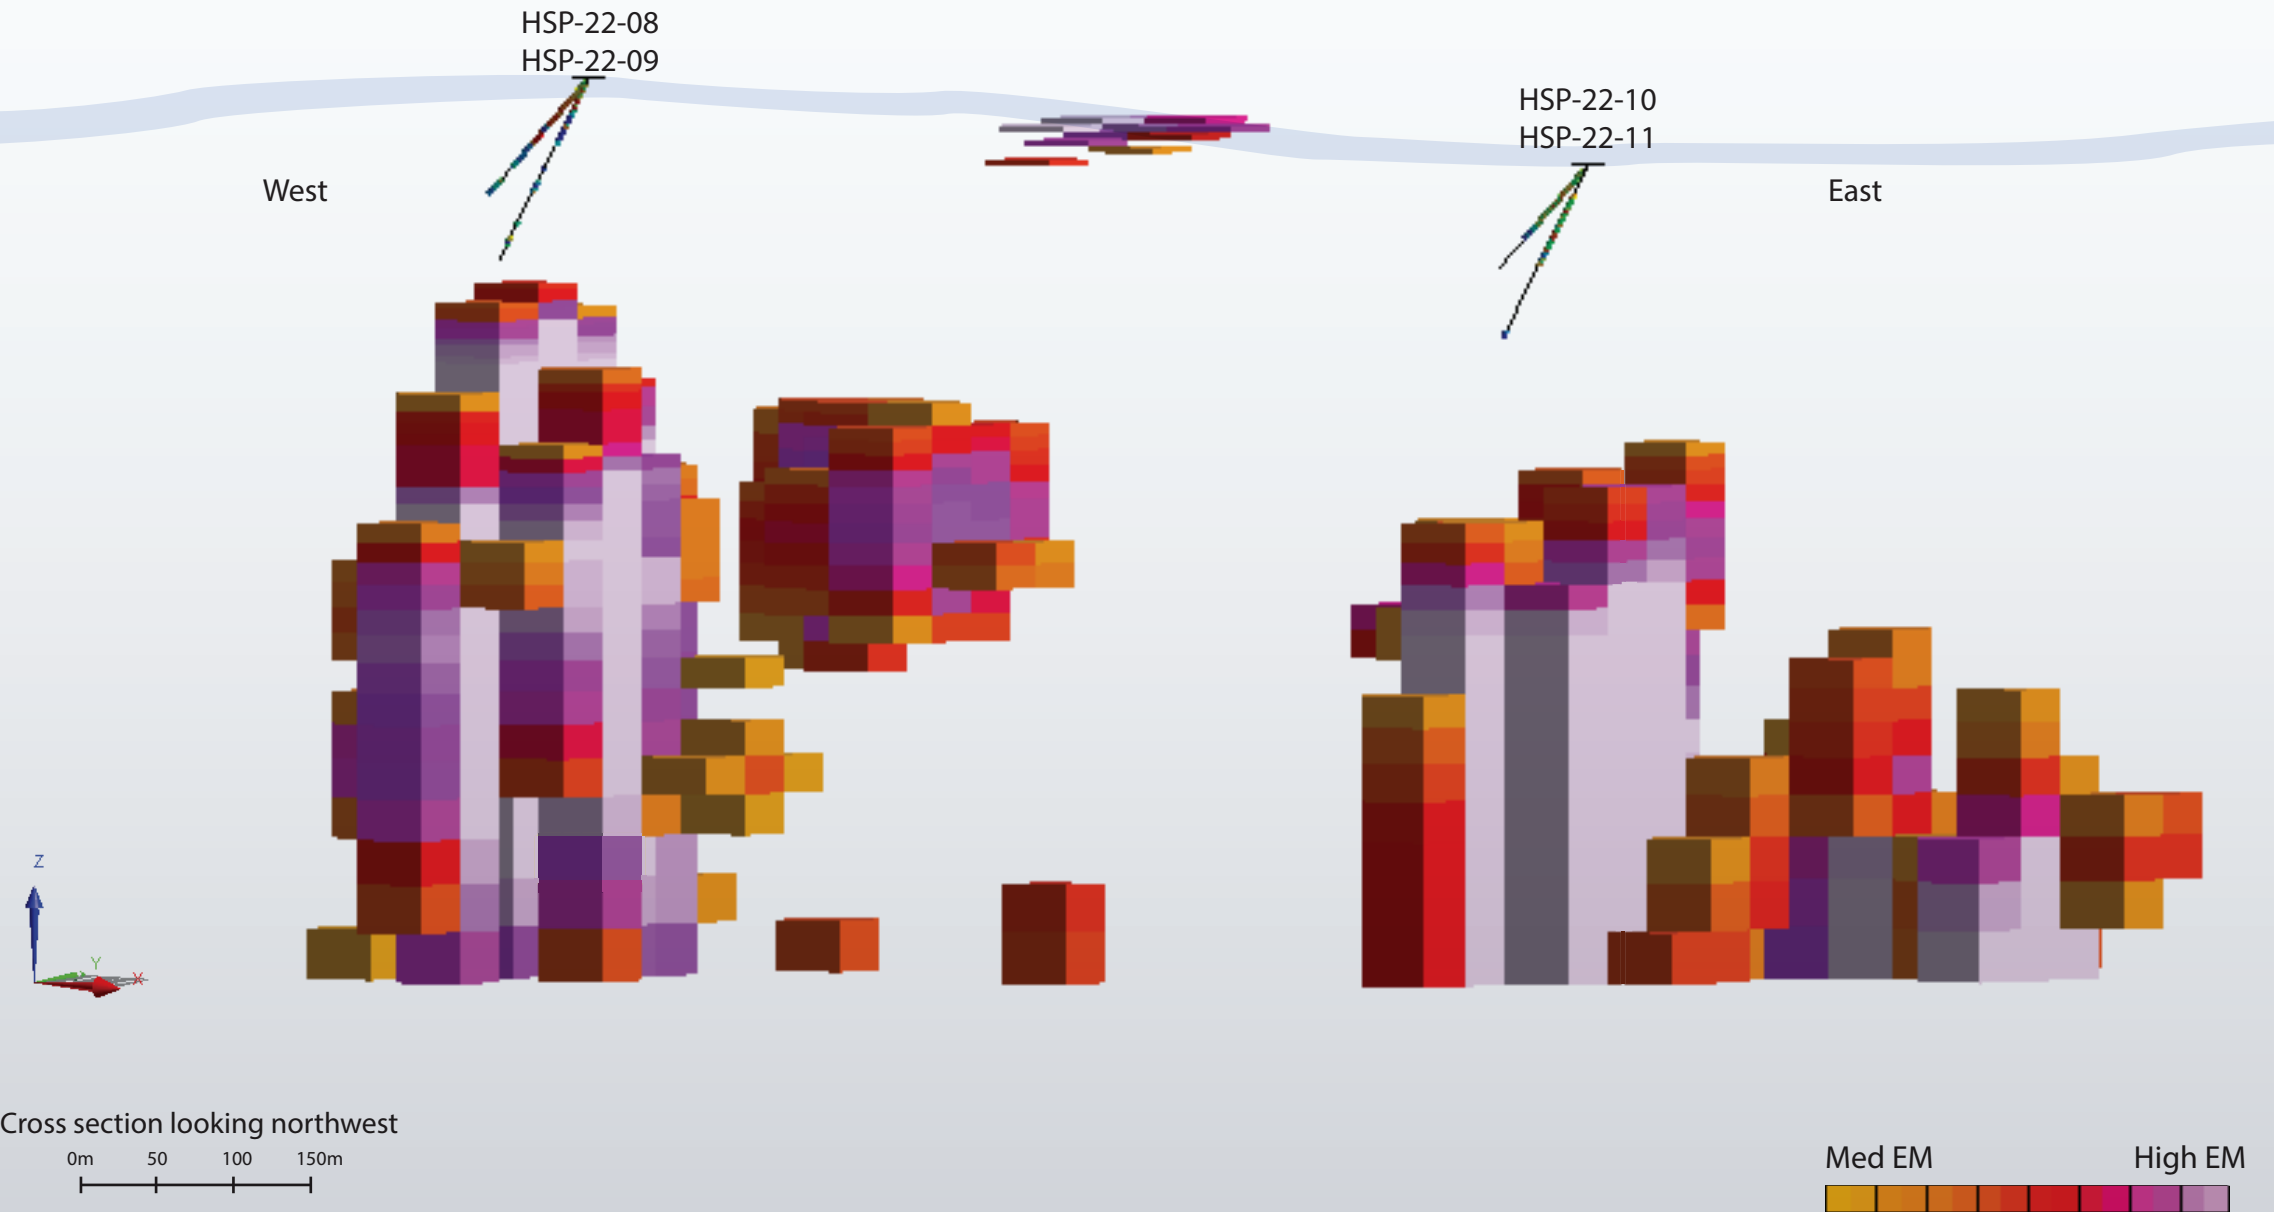 HSP-22-08
HSP-22-09
HSP-22-10
HSP-22-11
West
East
Z
Y
X
Cross section looking northwest
0m 50 100 150m
Med EM High EM